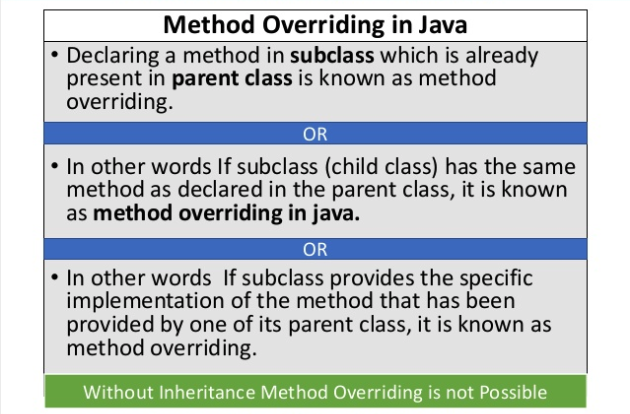 Method Overriding in Java
• Declaring a method in subclass which is already
present in parent class is known as method
overriding.
OR
• In other words If subclass (child class) has the same
method as declared in the parent class, it is known
as method overriding in java.
OR
• In other words  If subclass provides the specific
implementation of the method that has been
provided by one of its parent class, it is known as
method overriding.
Without Inheritance Method Overriding is not Possible